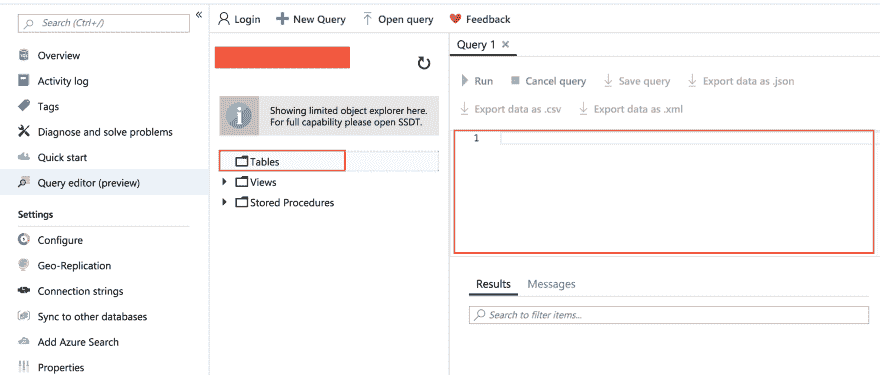 Search (Ctrl+/)
«
Overview
Activity log
Tags
Diagnose and solve problems
Quick start
Query editor (preview)
Settings
Configure
Geo-Replication
Connection strings
Sync to other databases
Add Azure Search
Properties
Login
New Query
Open query
Feedback
Showing limited object explorer here.
For full capability please open SSDT.
Tables
Views
Stored Procedures
Query 1
Run
Cancel query
Save query
Export data as .json
Export data as .csv
Export data as .xml
1
Results
Messages
Search to filter items...